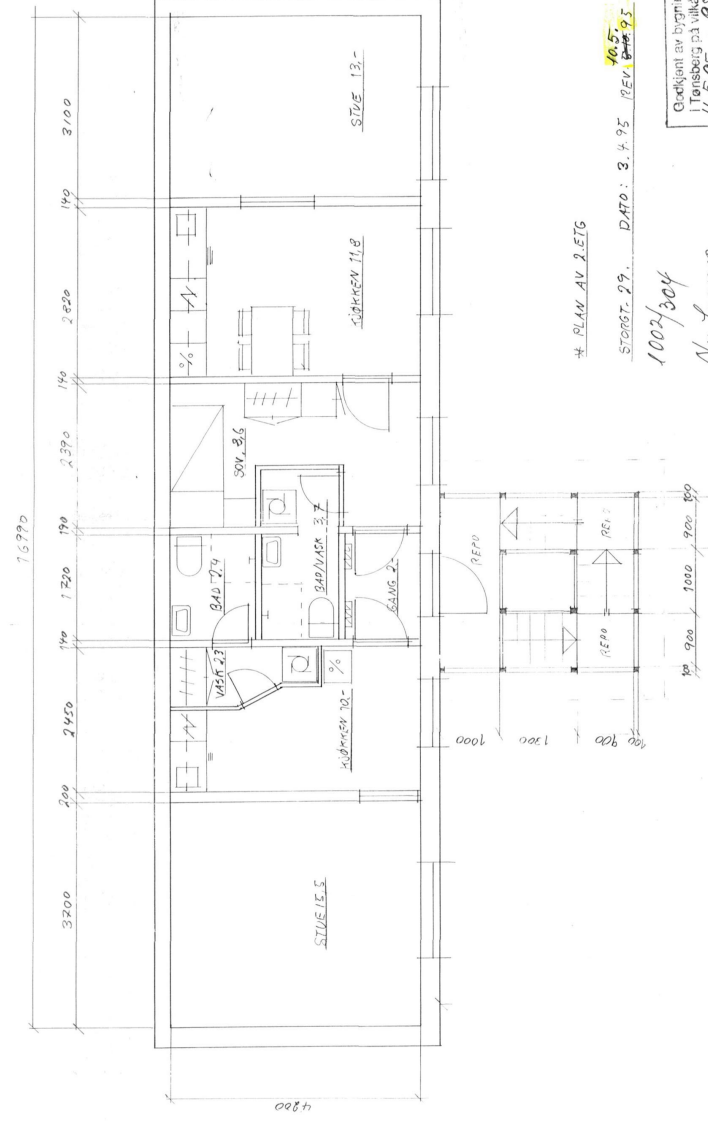 16990
3700
200
2450
140
1720
190
2390
140
2820
140
3100
4200
STUE 15,5
KJØKKEN 10,-
VASK 2,3
BAD 2,4
BAD/VASK 3,7
GANG 2,-
SOV. 8,6
KJØKKEN 11,8
STUE 13,-
%
%
REPO
REPO
REPO
1000
1300
900
100
100
900
1000
900
100
* PLAN AV 2.ETG
STORGT. 29. DATO: 3.4.95 REV: 10.5.95
1002/304
Godkjent av bygnin
i Tønsberg på vilkå